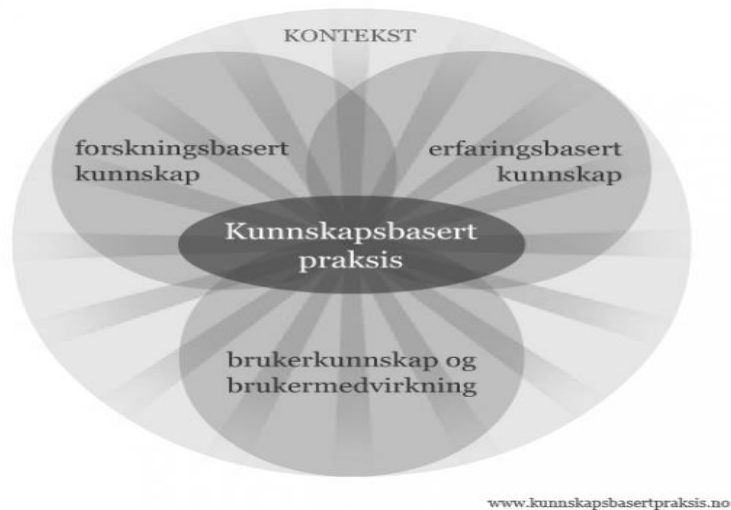 KONTEKST
forskningsbasert
kunnskap
erfaringsbasert
kunnskap
Kunnskapsbasert
praksis
brukerkunnskap og
brukermedvirkning
www.kunnskapsbasertpraksis.no